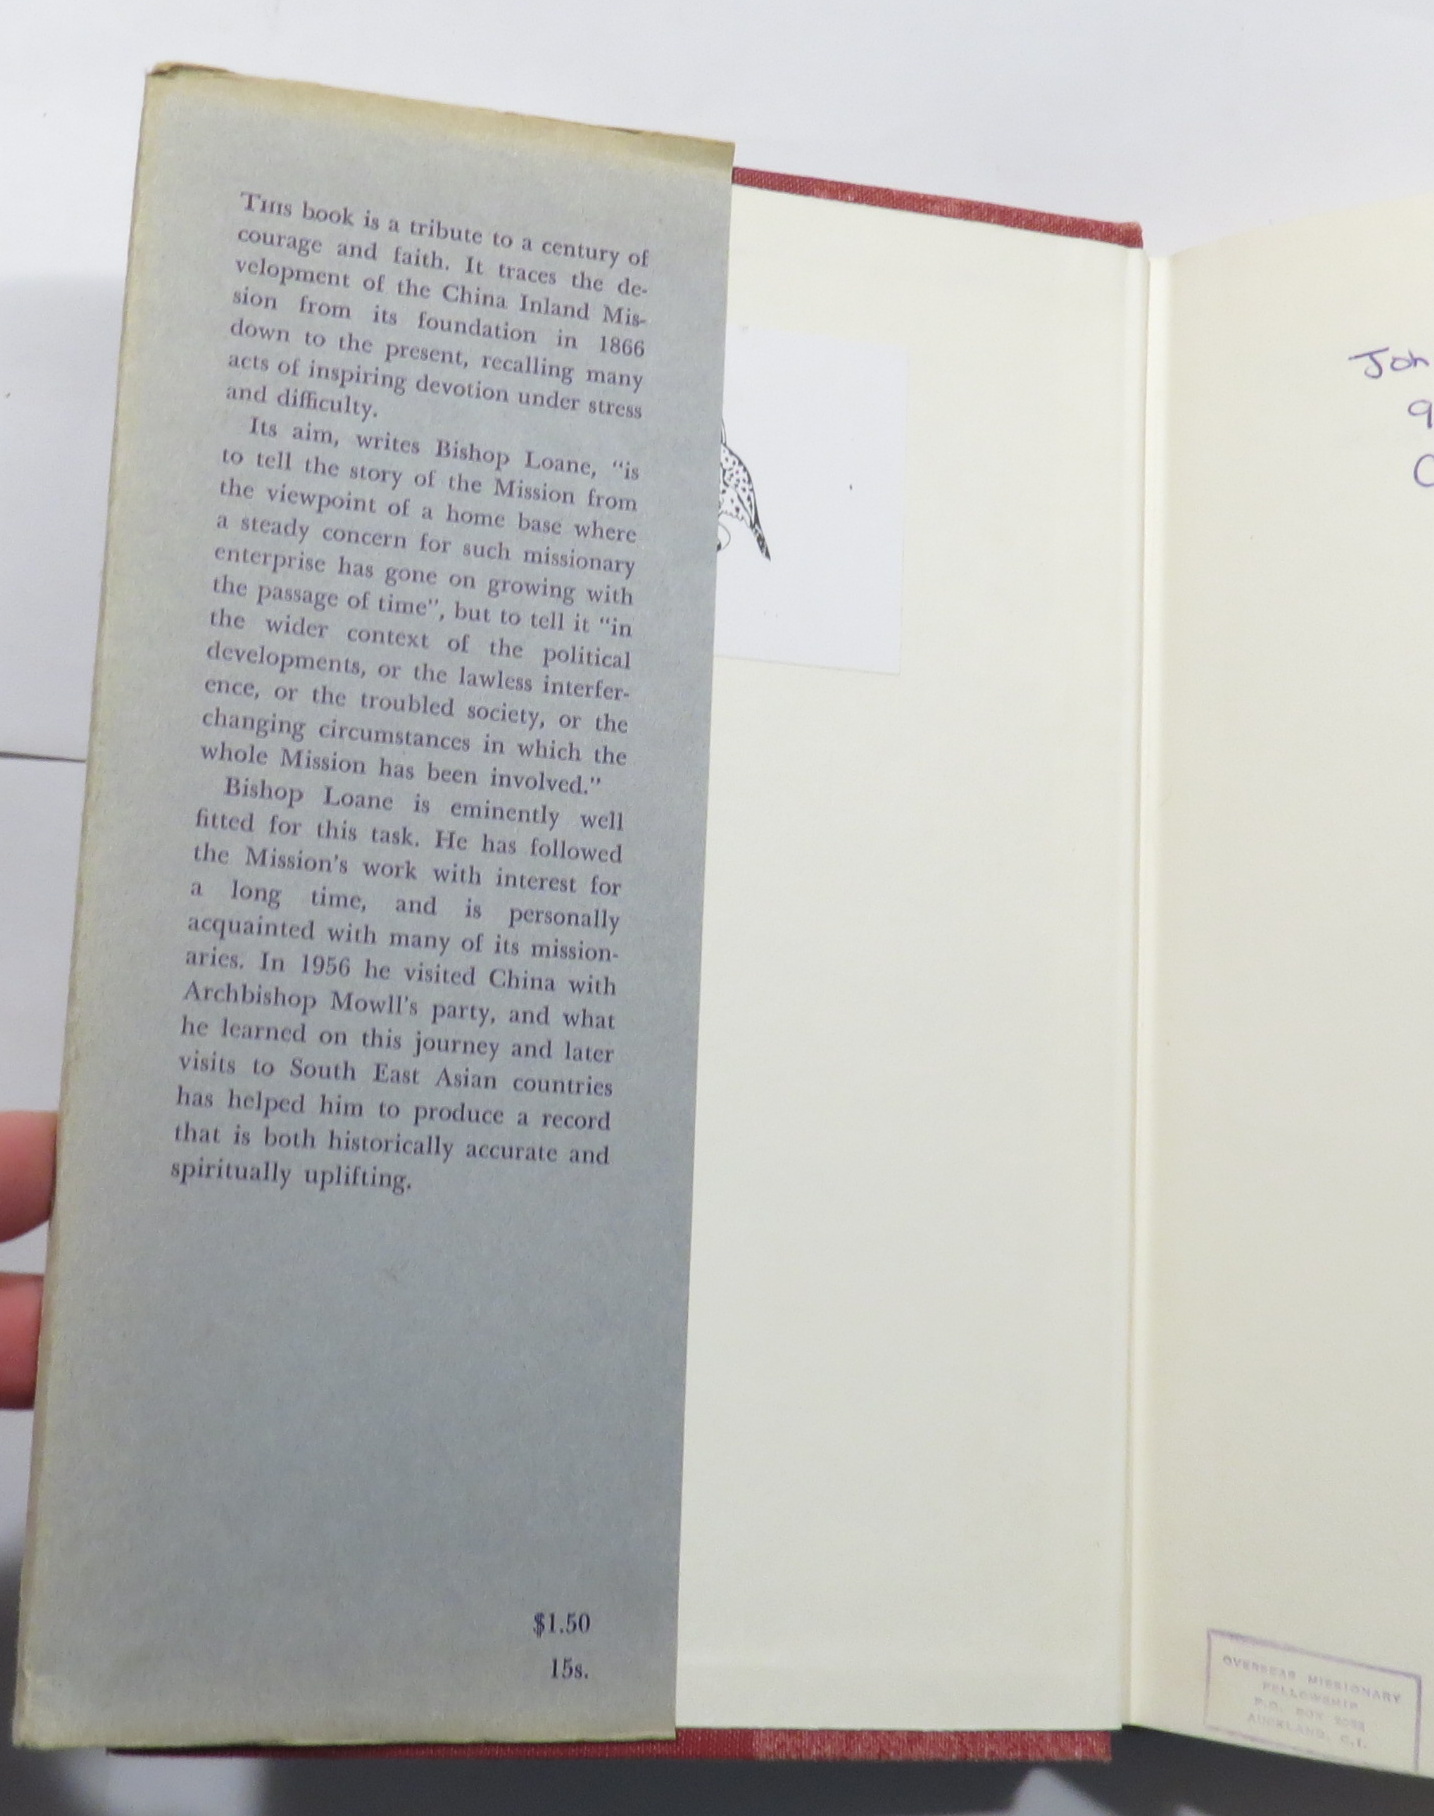 THIS book is a tribute to a century of
courage and faith. It traces the de-
velopment of the China Inland Mis-
sion from its foundation in 1866
down to the present, recalling many
acts of inspiring devotion under stress
and difficulty.
Its aim, writes Bishop Loane, "is
to tell the story of the Mission from
the viewpoint of a home base where
a steady concern for such missionary
enterprise has gone on growing with
the passage of time", but to tell it "in
the wider context of the political
developments, or the lawless interfer-
ence, or the troubled society, or the
changing circumstances in which the
whole Mission has been involved."
Bishop Loane is eminently well
fitted for this task. He has followed
the Mission's work with interest for
a long time, and is personally
acquainted with many of its mission-
aries. In 1956 he visited China with
Archbishop Mowll's party, and what
he learned on this journey and later
visits to South East Asian countries
has helped him to produce a record
that is both historically accurate and
spiritually uplifting.
$1.50
15s.
Joh
9
C
OVERSEAS MISSIONARY
FELLOWSHIP
P.O. BOX
AUCKLAND, C.1.